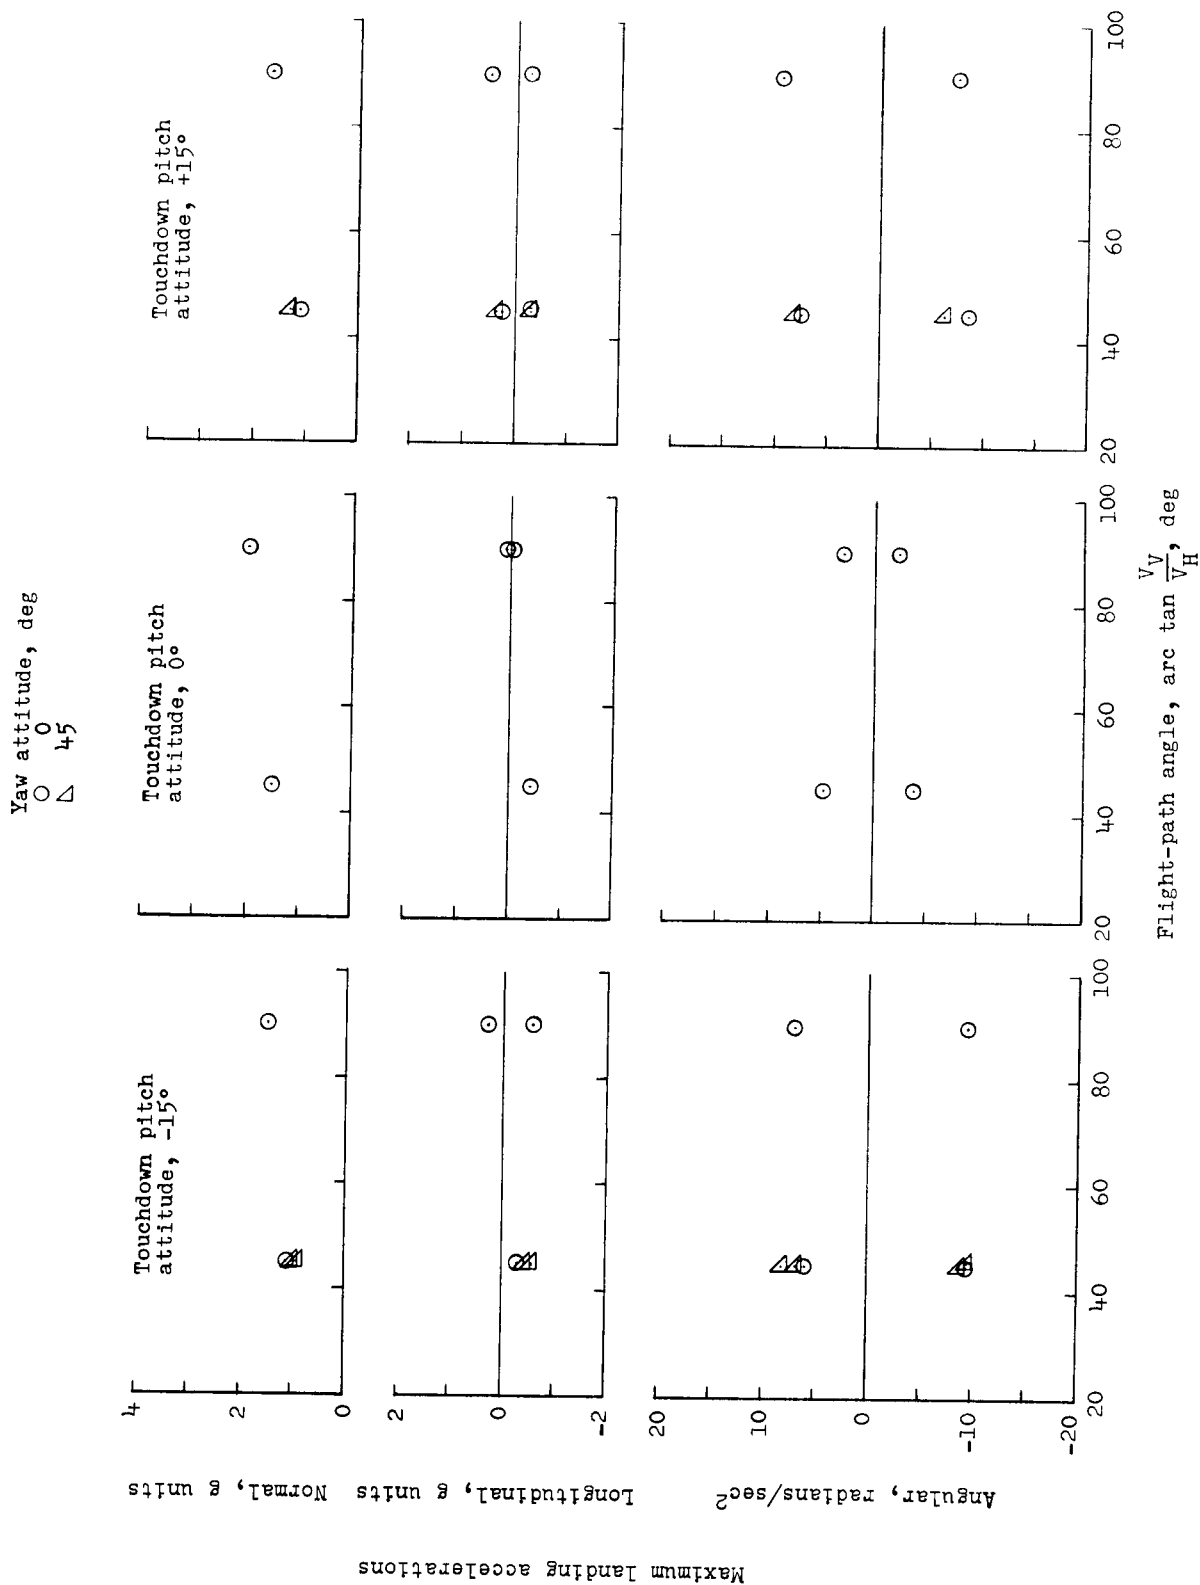 Yaw attitude, deg
0
45
Touchdown pitch
attitude, -15°
Touchdown pitch
attitude, 0°
Touchdown pitch
attitude, +15°
Maximum landing accelerations
Normal, g units
4
2
0
Longitudinal, g units
2
0
-2
Angular, radians/sec²
20
10
0
-10
-20
20 40 60 80 100
20 40 60 80 100
20 40 60 80 100
Flight-path angle, arc tan V_V/V_H, deg